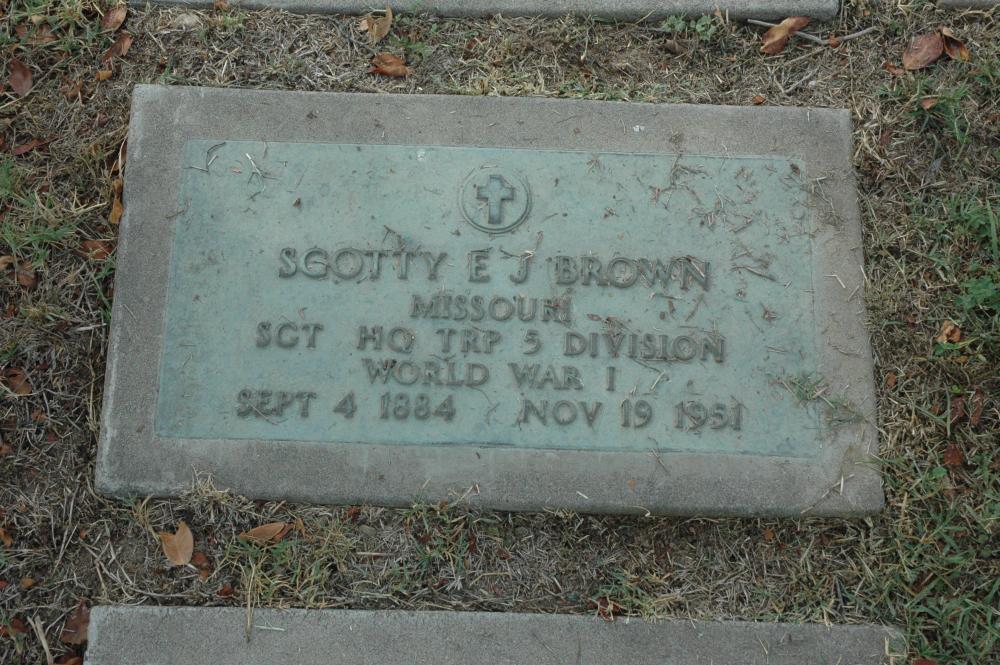 SCOTTY E J BROWN
MISSOURI
SGT HQ TRP 5 DIVISION
WORLD WAR I
SEPT 4 1884 NOV 19 1951